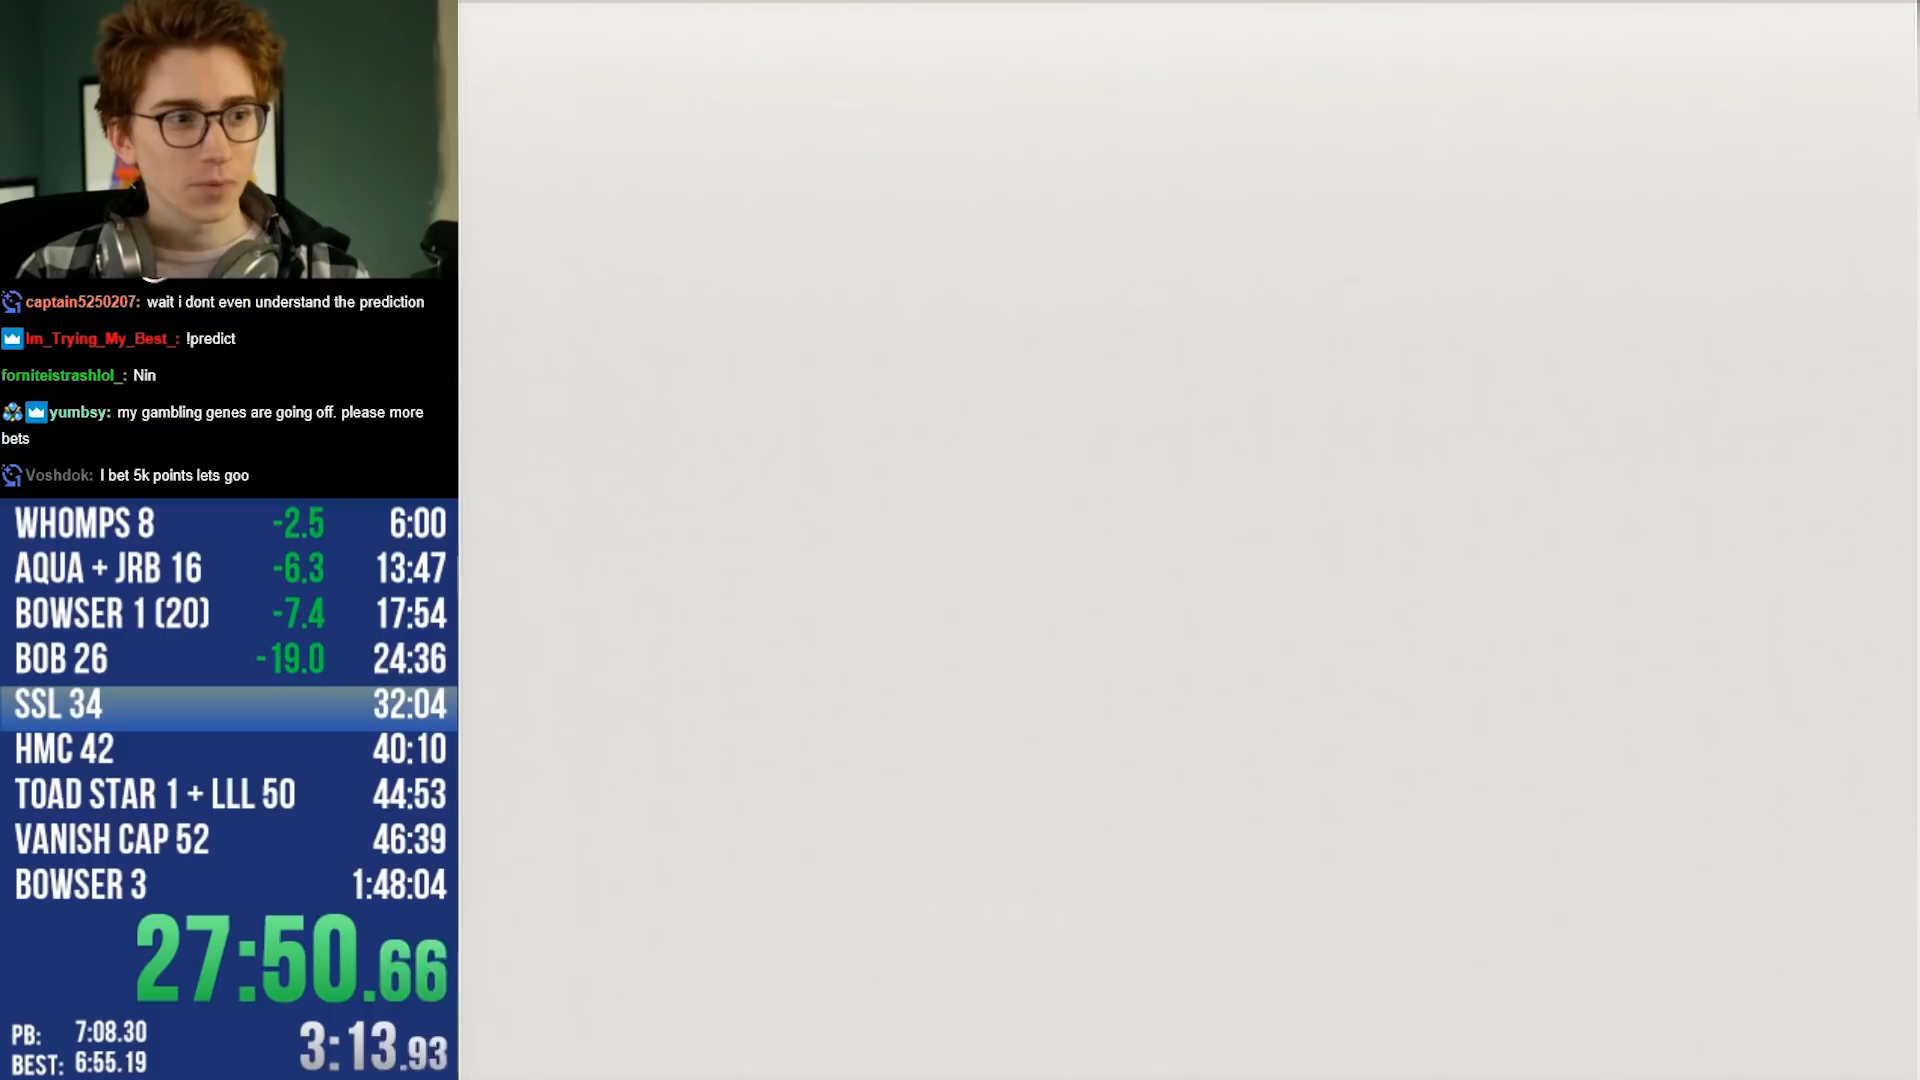 captain5250207: wait i dont even understand the prediction
Im_Trying_My_Best_: !predict
forniteistrashlol_: Nin
yumbsy: my gambling genes are going off. please more
bets
Voshdok: I bet 5k points lets goo
WHOMPS 8 -2.5 6:00
AQUA + JRB 16 -6.3 13:47
BOWSER 1 (20) -7.4 17:54
BOB 26 -19.0 24:36
SSL 34 32:04
HMC 42 40:10
TOAD STAR 1 + LLL 50 44:53
VANISH CAP 52 46:39
BOWSER 3 1:48:04
27:50.66
PB: 7:08.30
BEST: 6:55.19
3:13.93